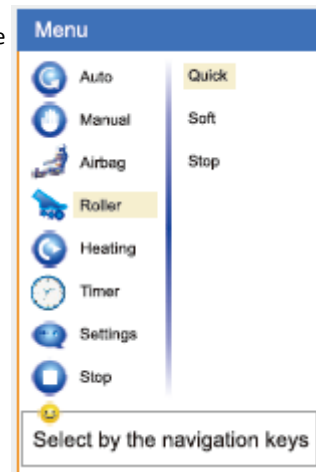 e
Menu
Auto
Manual
Airbag
Roller
Heating
Timer
Settings
Stop
Quick
Soft
Stop
Select by the navigation keys